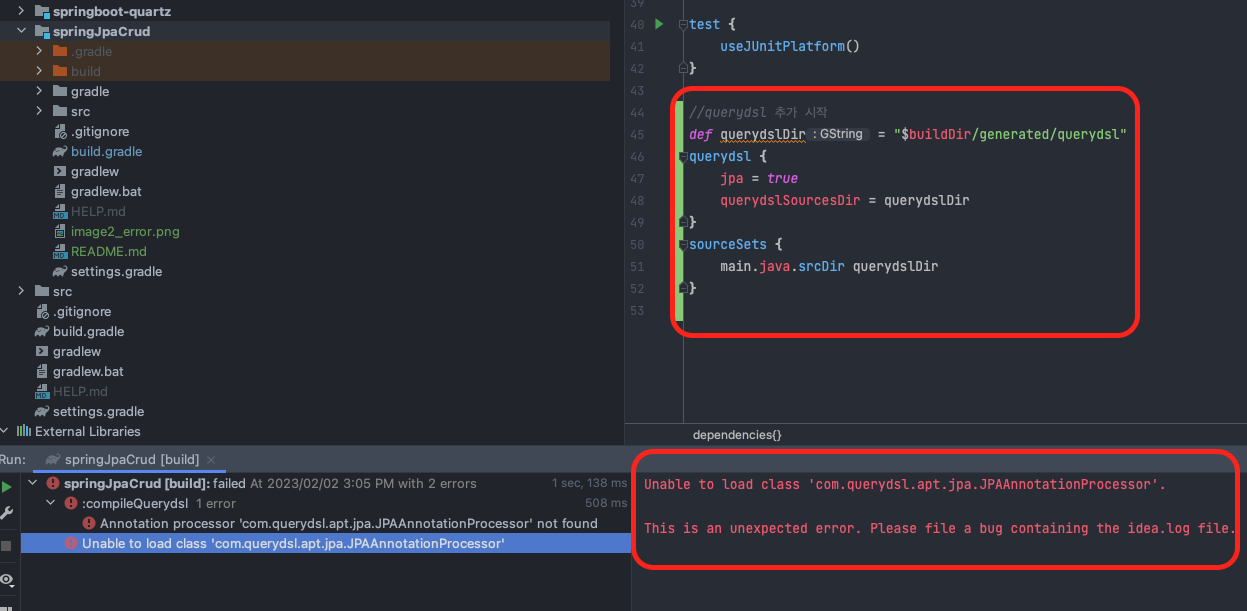 springboot-quartz
springJpaCrud
.gradle
build
gradle
src
.gitignore
build.gradle
gradlew
gradlew.bat
HELP.md
image2_error.png
README.md
settings.gradle
src
.gitignore
build.gradle
gradlew
gradlew.bat
HELP.md
settings.gradle
External Libraries
39
40 test {
41 useJUnitPlatform()
42 }
43
44 //querydsl 추가 시작
45 def querydslDir : GString = "$buildDir/generated/querydsl"
46 querydsl {
47 jpa = true
48 querydslSourcesDir = querydslDir
49 }
50 sourceSets {
51 main.java.srcDir querydslDir
52 }
53
dependencies{}
Run: springJpaCrud [build] ×
springJpaCrud [build]: failed At 2023/02/02 3:05 PM with 2 errors 1 sec, 138 ms
:compileQuerydsl 1 error 508 ms
Annotation processor 'com.querydsl.apt.jpa.JPAAnnotationProcessor' not found
Unable to load class 'com.querydsl.apt.jpa.JPAAnnotationProcessor'
Unable to load class 'com.querydsl.apt.jpa.JPAAnnotationProcessor'.
This is an unexpected error. Please file a bug containing the idea.log file.